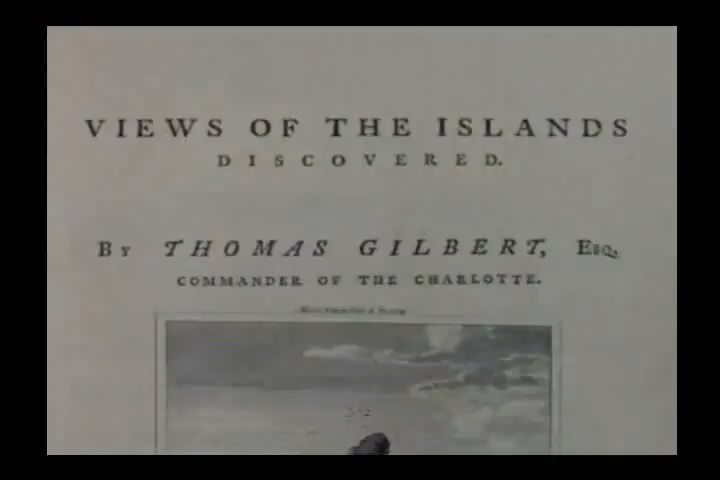 VIEWS OF THE ISLANDS
DISCOVERED.
By THOMAS GILBERT, Esq.
COMMANDER OF THE CHARLOTTE.